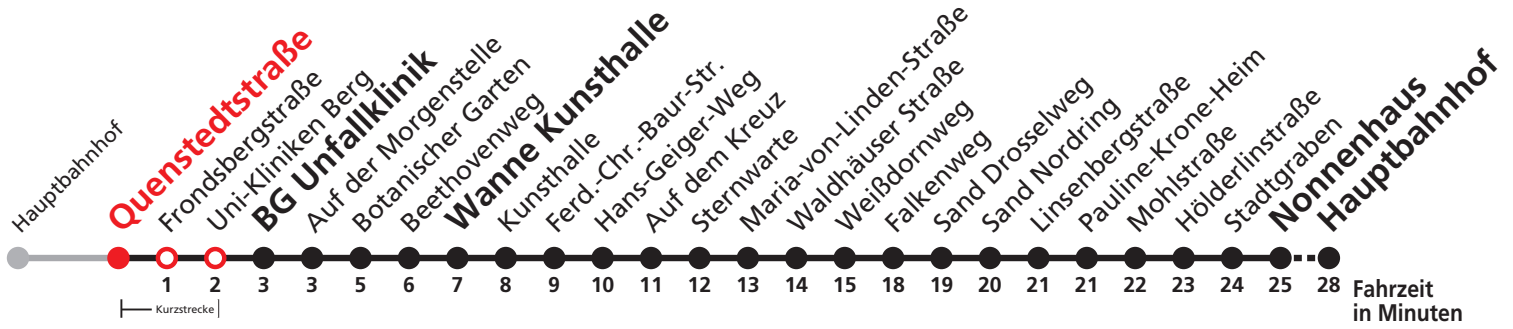 Hauptbahnhof
Quenstedtstraße
Frondsbergstraße
Uni-Kliniken Berg
BG Unfallklinik
Auf der Morgenstelle
Botanischer Garten
Beethovenweg
Wanne Kunsthalle
Kunsthalle
Ferd.-Chr.-Baur-Str.
Hans-Geiger-Weg
Auf dem Kreuz
Sternwarte
Maria-von-Linden-Straße
Waldhäuser Straße
Weißdornweg
Falkenweg
Sand Drosselweg
Sand Nordring
Linsenbergstraße
Pauline-Krone-Heim
Mohlstraße
Hölderlinstraße
Stadtgraben
Nonnenhaus
Hauptbahnhof
1 2 3 3 5 6 7 8 9 10 11 12 13 14 15 18 19 20 21 21 22 23 24 25 28
Fahrzeit
in Minuten
Kurzstrecke